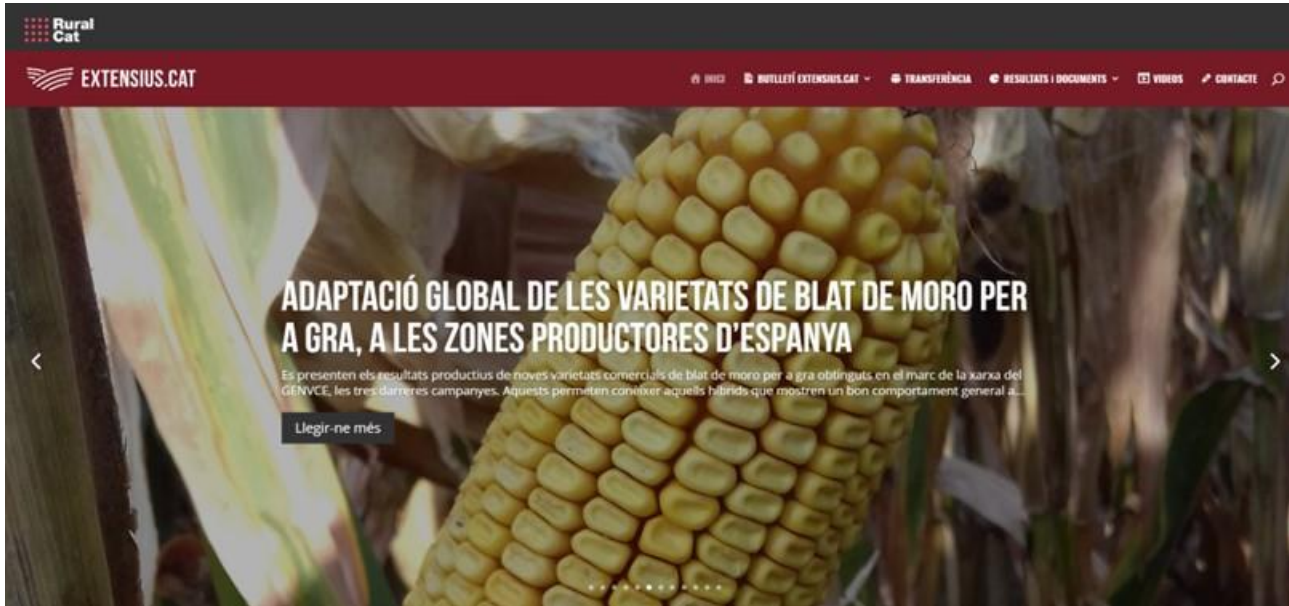 Rural
Cat
EXTENSIUS.CAT
INICI
BUTLLETÍ EXTENSIUS.CAT
TRANSFERÈNCIA
RESULTATS I DOCUMENTS
VIDEOS
CONTACTE
ADAPTACIÓ GLOBAL DE LES VARIETATS DE BLAT DE MORO PER
A GRA, A LES ZONES PRODUCTORES D'ESPANYA
Es presenten els resultats productius de noves varietats comercials de blat de moro per a gra obtinguts en el marc de la xarxa del
GENVCE, les tres darreres campanyes. Aquests permeten conèixer aquells híbrids que mostren un bon comportament general a...
Llegir-ne més